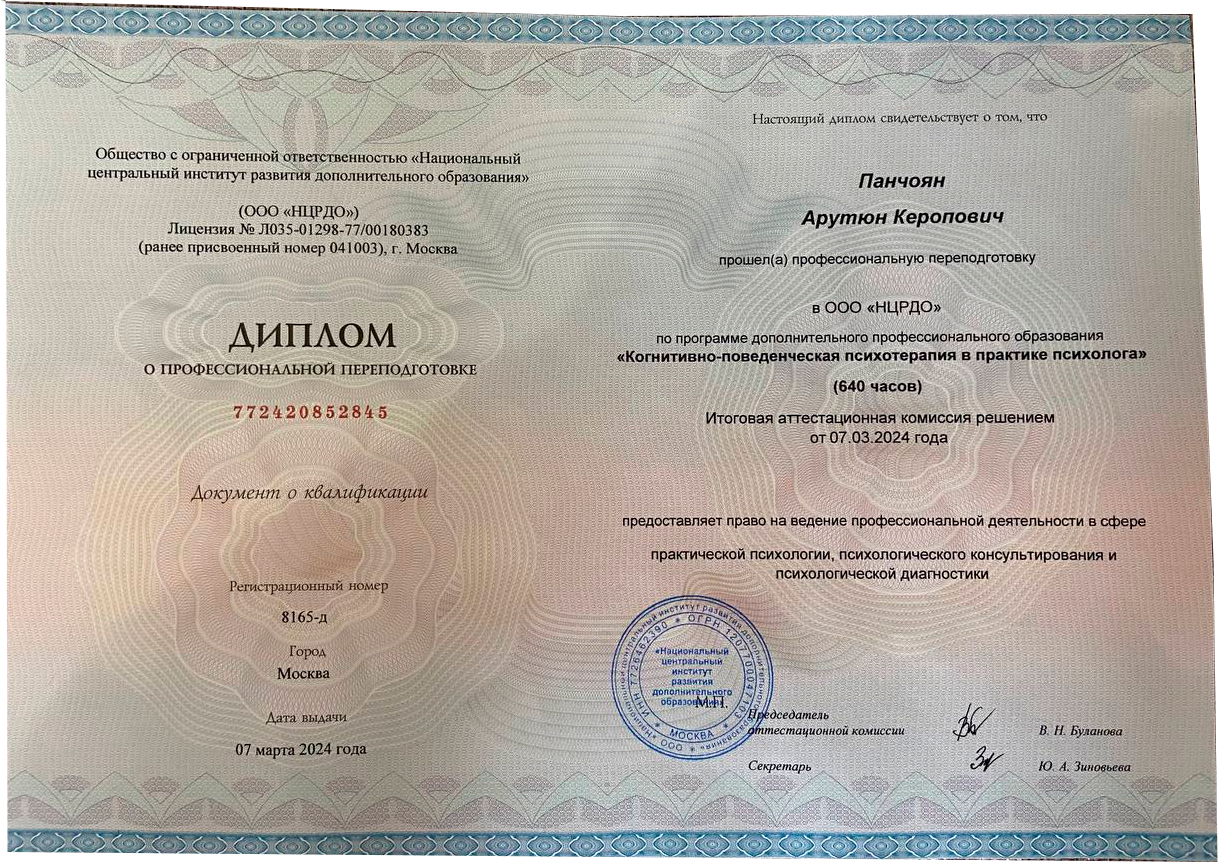 Общество с ограниченной ответственностью «Национальный
центральный институт развития дополнительного образования»
(ООО «НЦРДО»)
Лицензия № Л035-01298-77/00180383
(ранее присвоенный номер 041003), г. Москва
ДИПЛОМ
О ПРОФЕССИОНАЛЬНОЙ ПЕРЕПОДГОТОВКЕ
772420852845
Документ о квалификации
Регистрационный номер
8165-д
Город
Москва
Дата выдачи
07 марта 2024 года
Настоящий диплом свидетельствует о том, что
Панчоян
Арутюн Керопович
прошел(а) профессиональную переподготовку
в ООО «НЦРДО»
по программе дополнительного профессионального образования
«Когнитивно-поведенческая психотерапия в практике психолога»
(640 часов)
Итоговая аттестационная комиссия решением
от 07.03.2024 года
предоставляет право на ведение профессиональной деятельности в сфере
практической психологии, психологического консультирования и
психологической диагностики
ООО «Национальный центральный институт развития дополнительного образования»
ИНН 7726462390 * ОГРН 1207700047103
* МОСКВА *
«Национальный
центральный
институт
развития
дополнительного
образования»
М.П.
Председатель
аттестационной комиссии
В. Н. Буланова
Секретарь
Ю. А. Зиновьева